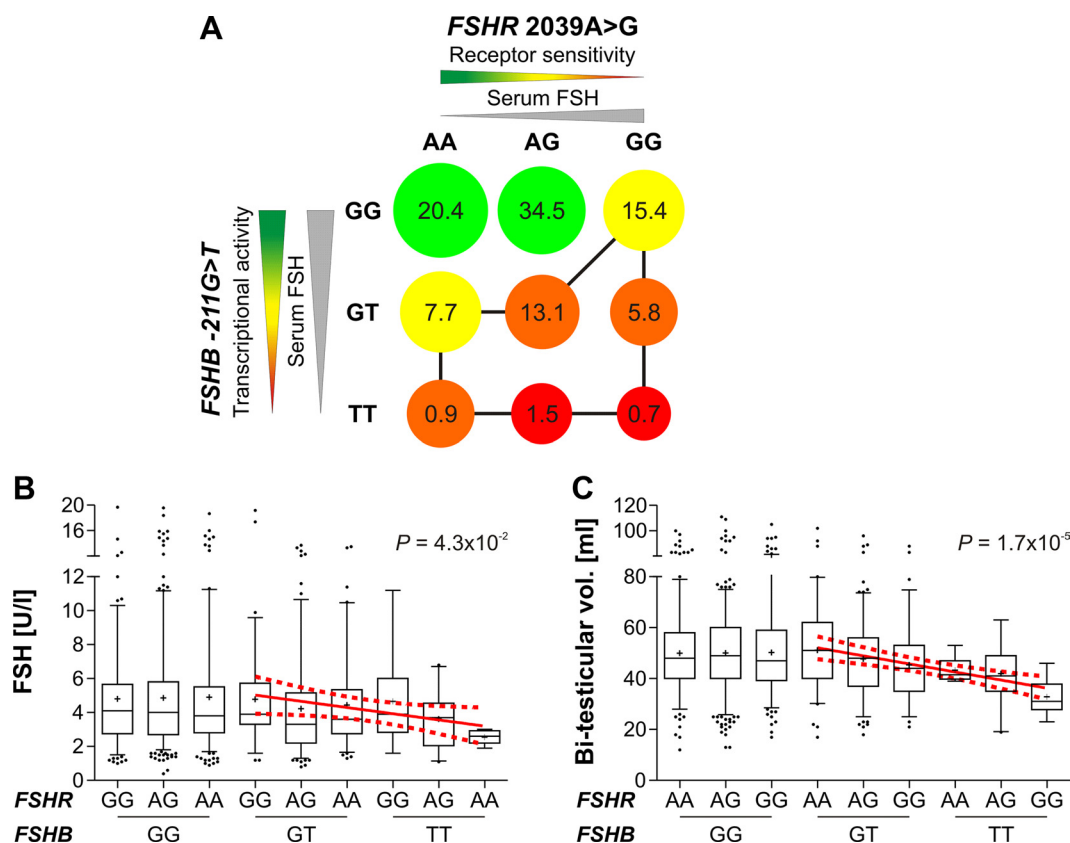 A
FSHR 2039A>G
Receptor sensitivity
Serum FSH
AA AG GG
FSHB -211G>T
Transcriptional activity
Serum FSH
GG 20.4 34.5 15.4
GT 7.7 13.1 5.8
TT 0.9 1.5 0.7
B
FSH [U/l]
20
16
12
10
8
6
4
2
0
P = 4.3x10-2
FSHR GG AG AA GG AG AA GG AG AA
FSHB GG GT TT
C
Bi-testicular vol. [ml]
120
100
80
60
40
20
0
P = 1.7x10-5
FSHR AA AG GG AA AG GG AA AG GG
FSHB GG GT TT